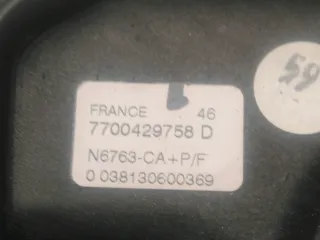 59
FRANCE 46
7700429758 D
N6763-CA+P/F
0 038130600369